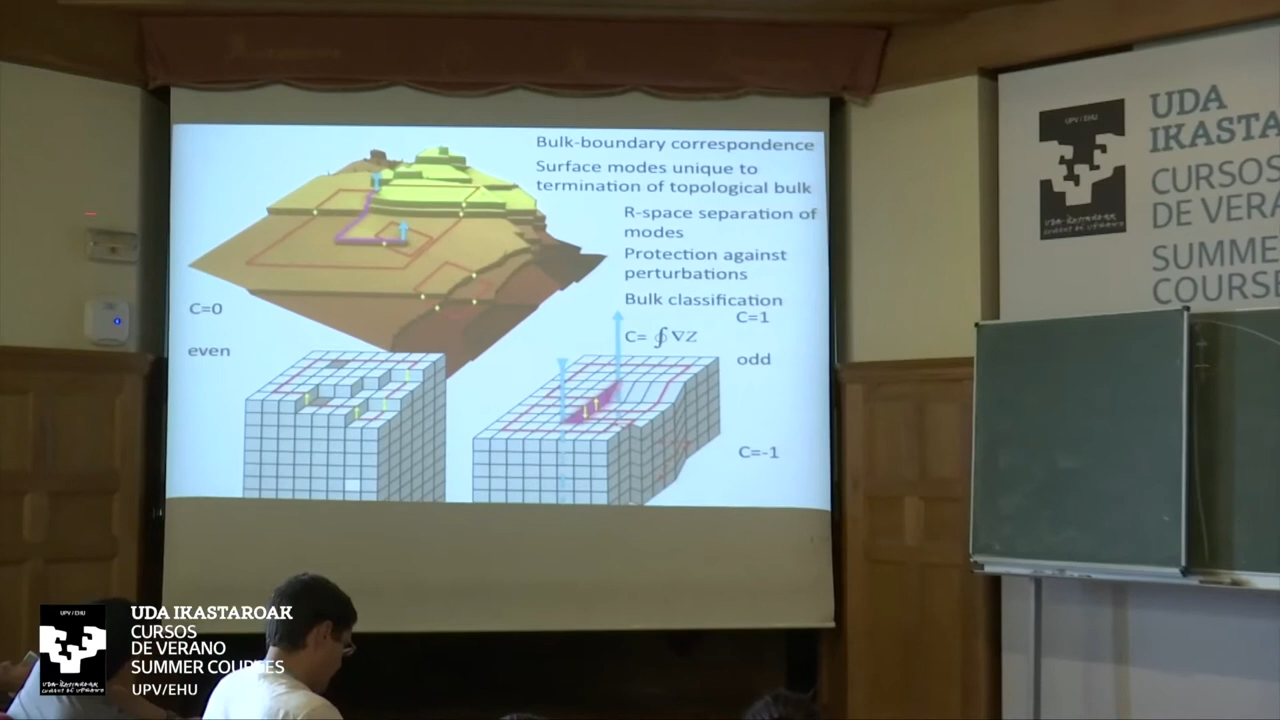 Bulk-boundary correspondence
Surface modes unique to
termination of topological bulk
R-space separation of
modes
Protection against
perturbations
Bulk classification
C=1
C= ∮ ∇Z
odd
C=-1
C=0
even
UPV / EHU
UDA
IKASTA
CURSOS
DE VERA
SUMME
COURSE
UPV / EHU
UDA IKASTAROAK
CURSOS
DE VERANO
SUMMER COURSES
UPV/EHU